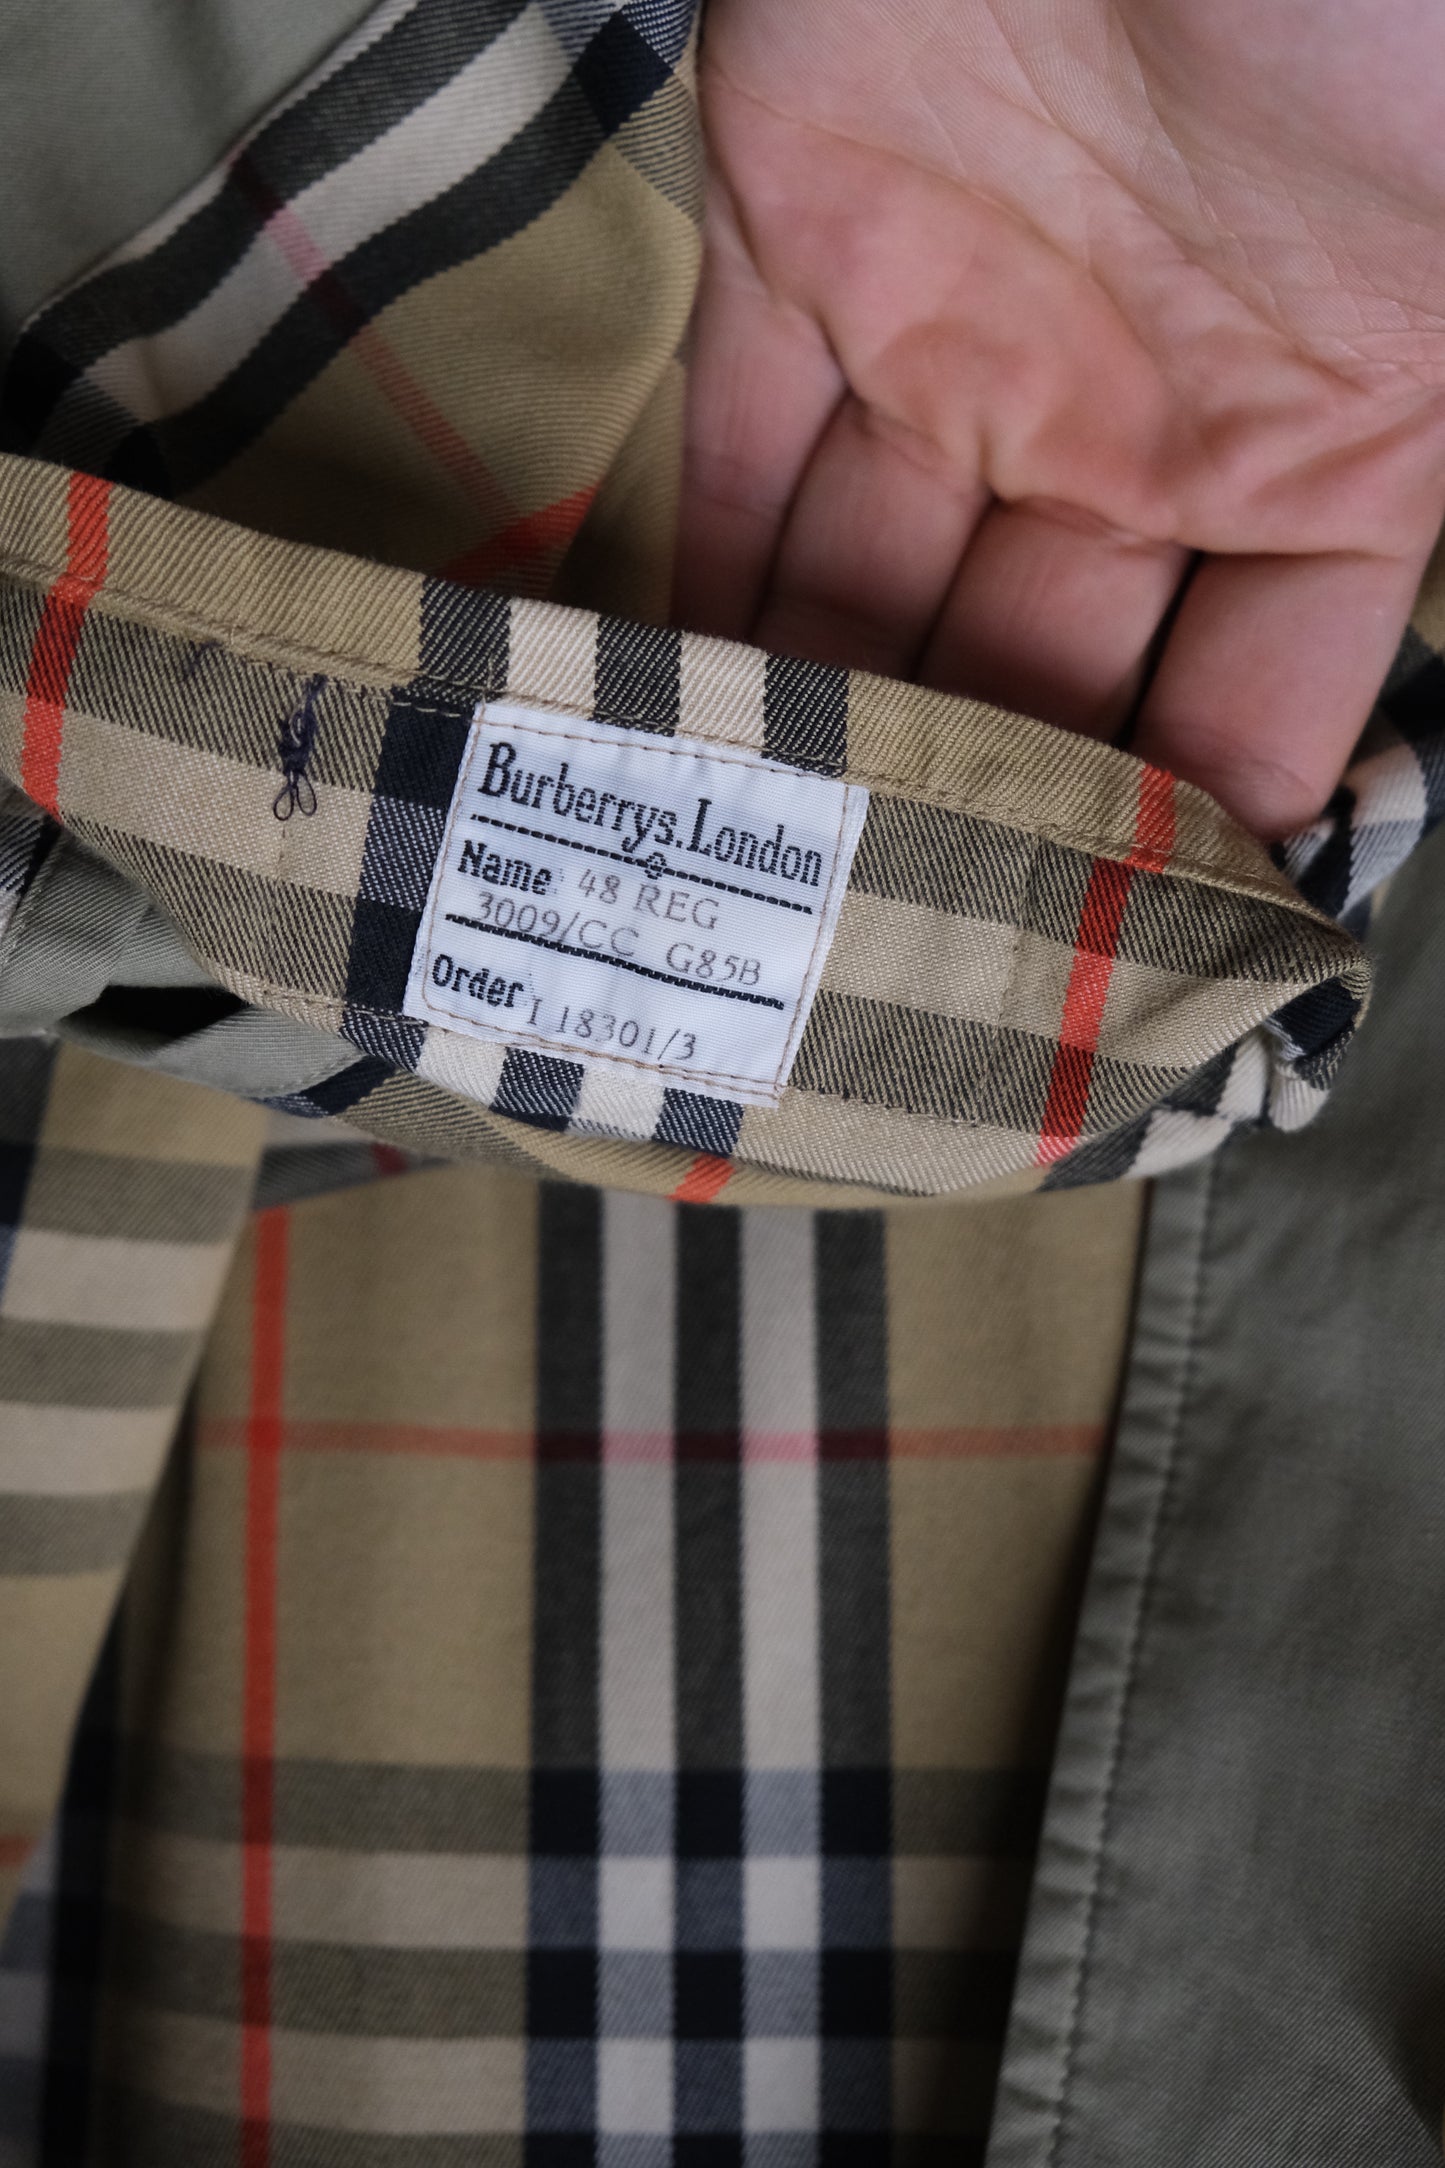 Burberrys. London
Name 48 REG
3009/CC G85B
Order I 18301/3